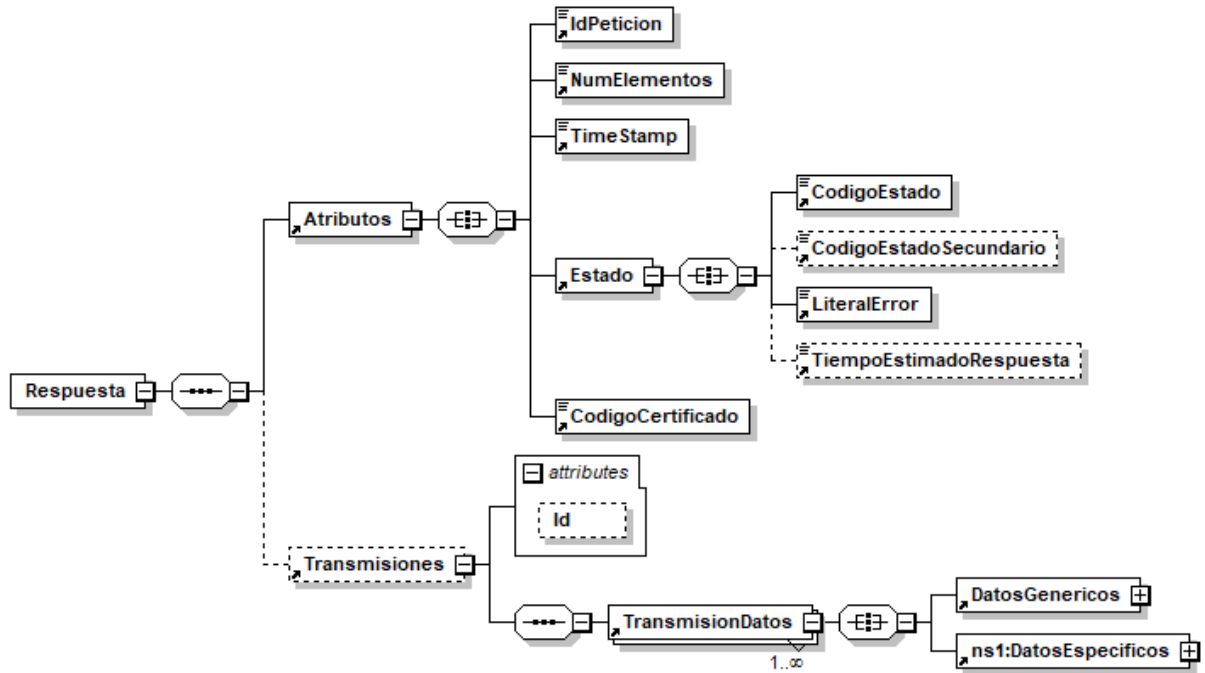 IdPeticion
NumElementos
TimeStamp
CodigoEstado
Atributos
CodigoEstadoSecundario
Estado
LiteralError
TiempoEstimadoRespuesta
Respuesta
CodigoCertificado
attributes
Id
Transmisiones
DatosGenericos
TransmisionDatos
1..∞
ns1:DatosEspecificos